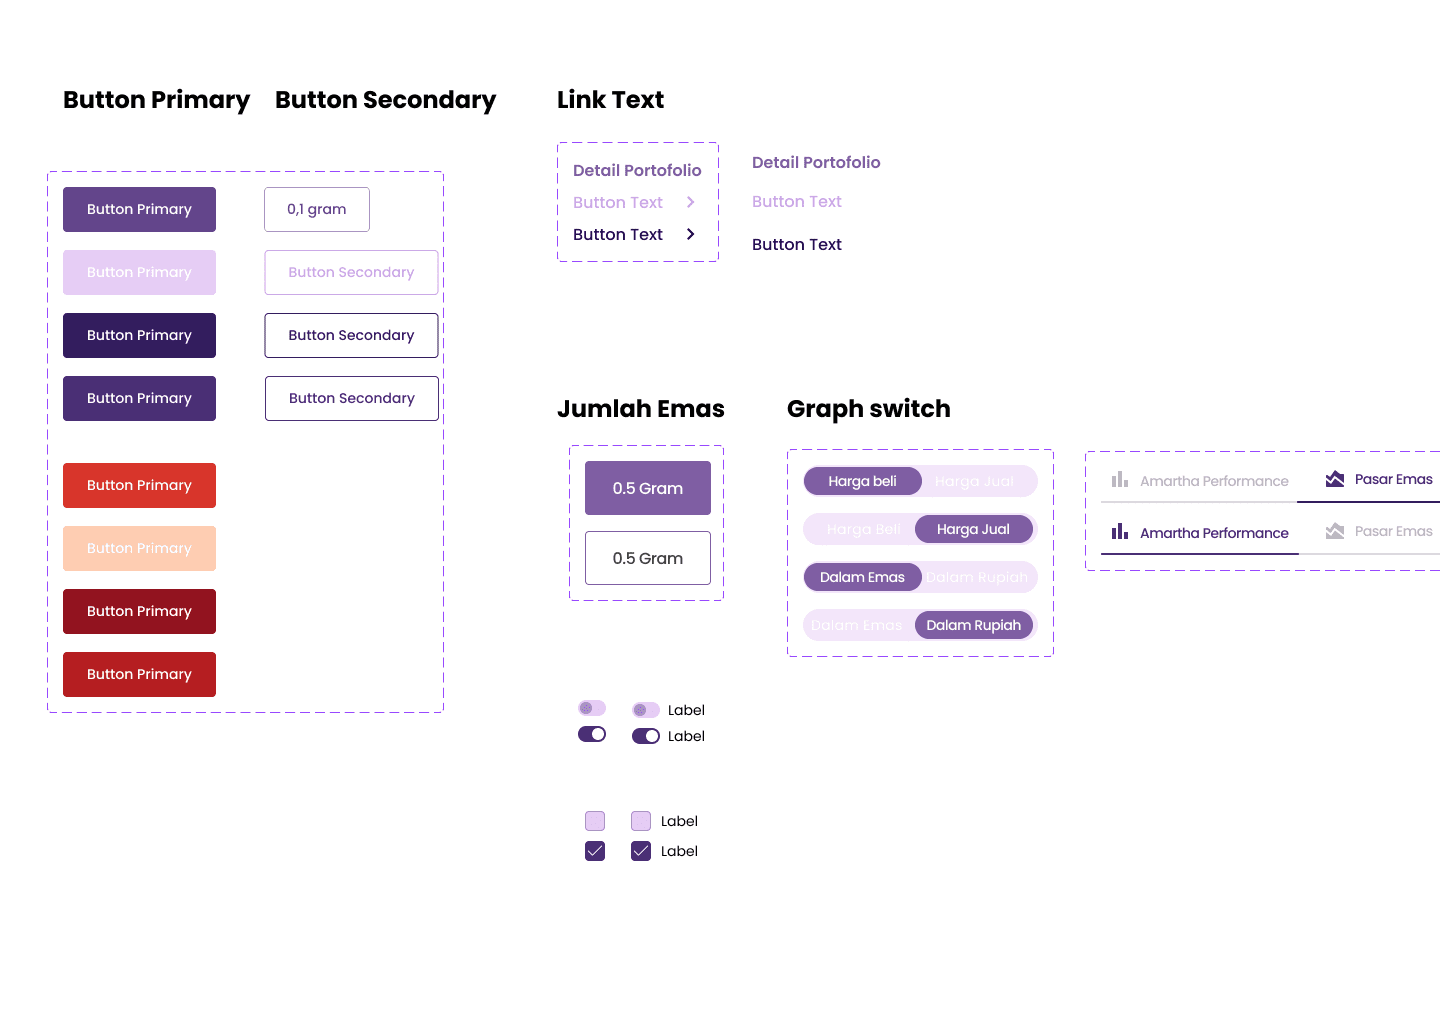 Button Primary
Button Secondary
Link Text
Button Primary
0,1 gram
Button Primary
Button Secondary
Button Primary
Button Secondary
Button Primary
Button Secondary
Button Primary
Button Primary
Button Primary
Button Primary
Detail Portofolio
Button Text
Button Text
Detail Portofolio
Button Text
Button Text
Jumlah Emas
0.5 Gram
0.5 Gram
Graph switch
Harga beli Harga Jual
Harga Beli Harga Jual
Dalam Emas Dalam Rupiah
Dalam Emas Dalam Rupiah
Amartha Performance Pasar Emas
Amartha Performance Pasar Emas
Label
Label
Label
Label